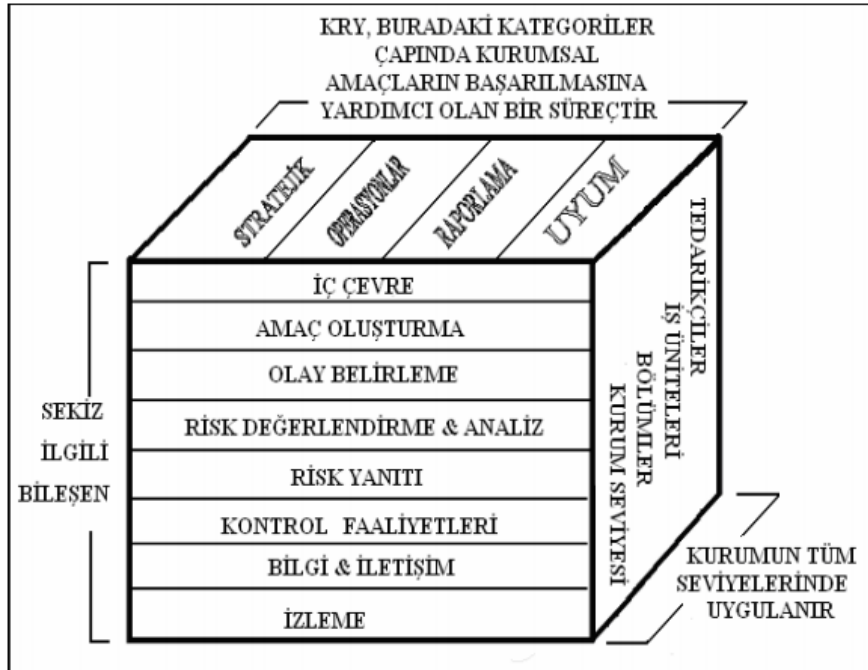 KRY, BURADAKİ KATEGORİLER
ÇAPINDA KURUMSAL
AMAÇLARIN BAŞARILMASINA
YARDIMCI OLAN BİR SÜREÇTİR
STRATEJİK
OPERASYONLAR
RAPORLAMA
UYUM
SEKİZ
İLGİLİ
BİLEŞEN
İÇ ÇEVRE
AMAÇ OLUŞTURMA
OLAY BELİRLEME
RİSK DEĞERLENDİRME & ANALİZ
RİSK YANITI
KONTROL FAALİYETLERİ
BİLGİ & İLETİŞİM
İZLEME
TEDARİKÇİLER
İŞ ÜNİTELERİ
BÖLÜMLER
KURUM SEVİYESİ
KURUMUN TÜM
SEVİYELERİNDE
UYGULANIR